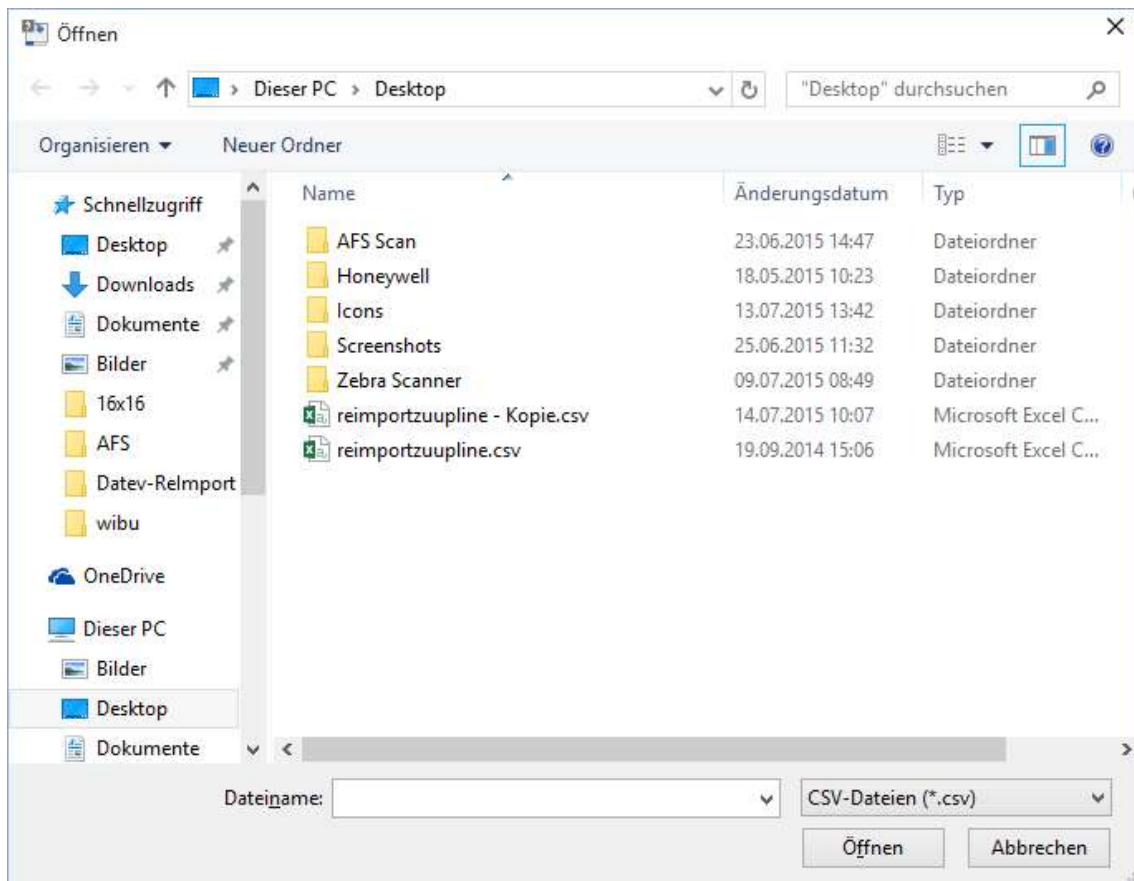 Öffnen
Dieser PC > Desktop
"Desktop" durchsuchen
Organisieren
Neuer Ordner
Schnellzugriff
Desktop
Downloads
Dokumente
Bilder
16x16
AFS
Datev-ReImport
wibu
OneDrive
Dieser PC
Bilder
Desktop
Dokumente
Name Änderungsdatum Typ
AFS Scan 23.06.2015 14:47 Dateiordner
Honeywell 18.05.2015 10:23 Dateiordner
Icons 13.07.2015 13:42 Dateiordner
Screenshots 25.06.2015 11:32 Dateiordner
Zebra Scanner 09.07.2015 08:49 Dateiordner
reimportzuupline - Kopie.csv 14.07.2015 10:07 Microsoft Excel C...
reimportzuupline.csv 19.09.2014 15:06 Microsoft Excel C...
Dateiname:
CSV-Dateien (*.csv)
Öffnen
Abbrechen